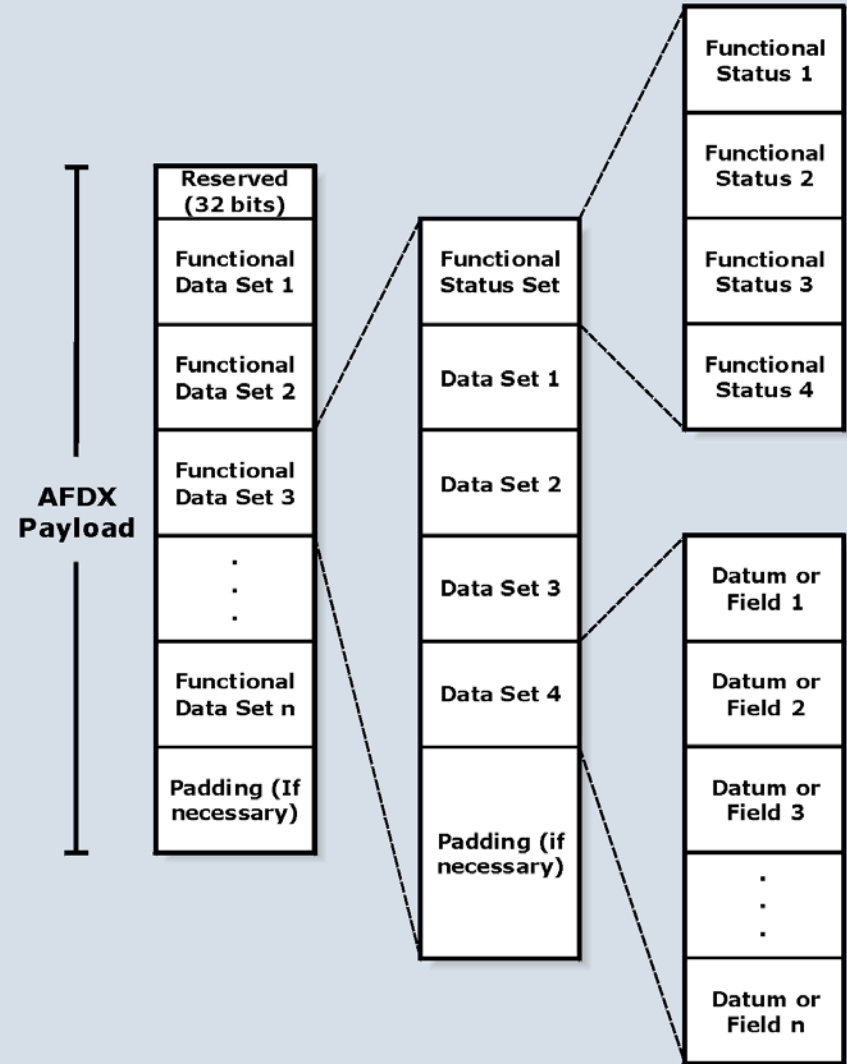 AFDX
Payload
Reserved
(32 bits)
Functional
Data Set 1
Functional
Data Set 2
Functional
Data Set 3
.
.
.
Functional
Data Set n
Padding (If
necessary)
Functional
Status Set
Data Set 1
Data Set 2
Data Set 3
Data Set 4
Padding (if
necessary)
Functional
Status 1
Functional
Status 2
Functional
Status 3
Functional
Status 4
Datum or
Field 1
Datum or
Field 2
Datum or
Field 3
.
.
.
Datum or
Field n